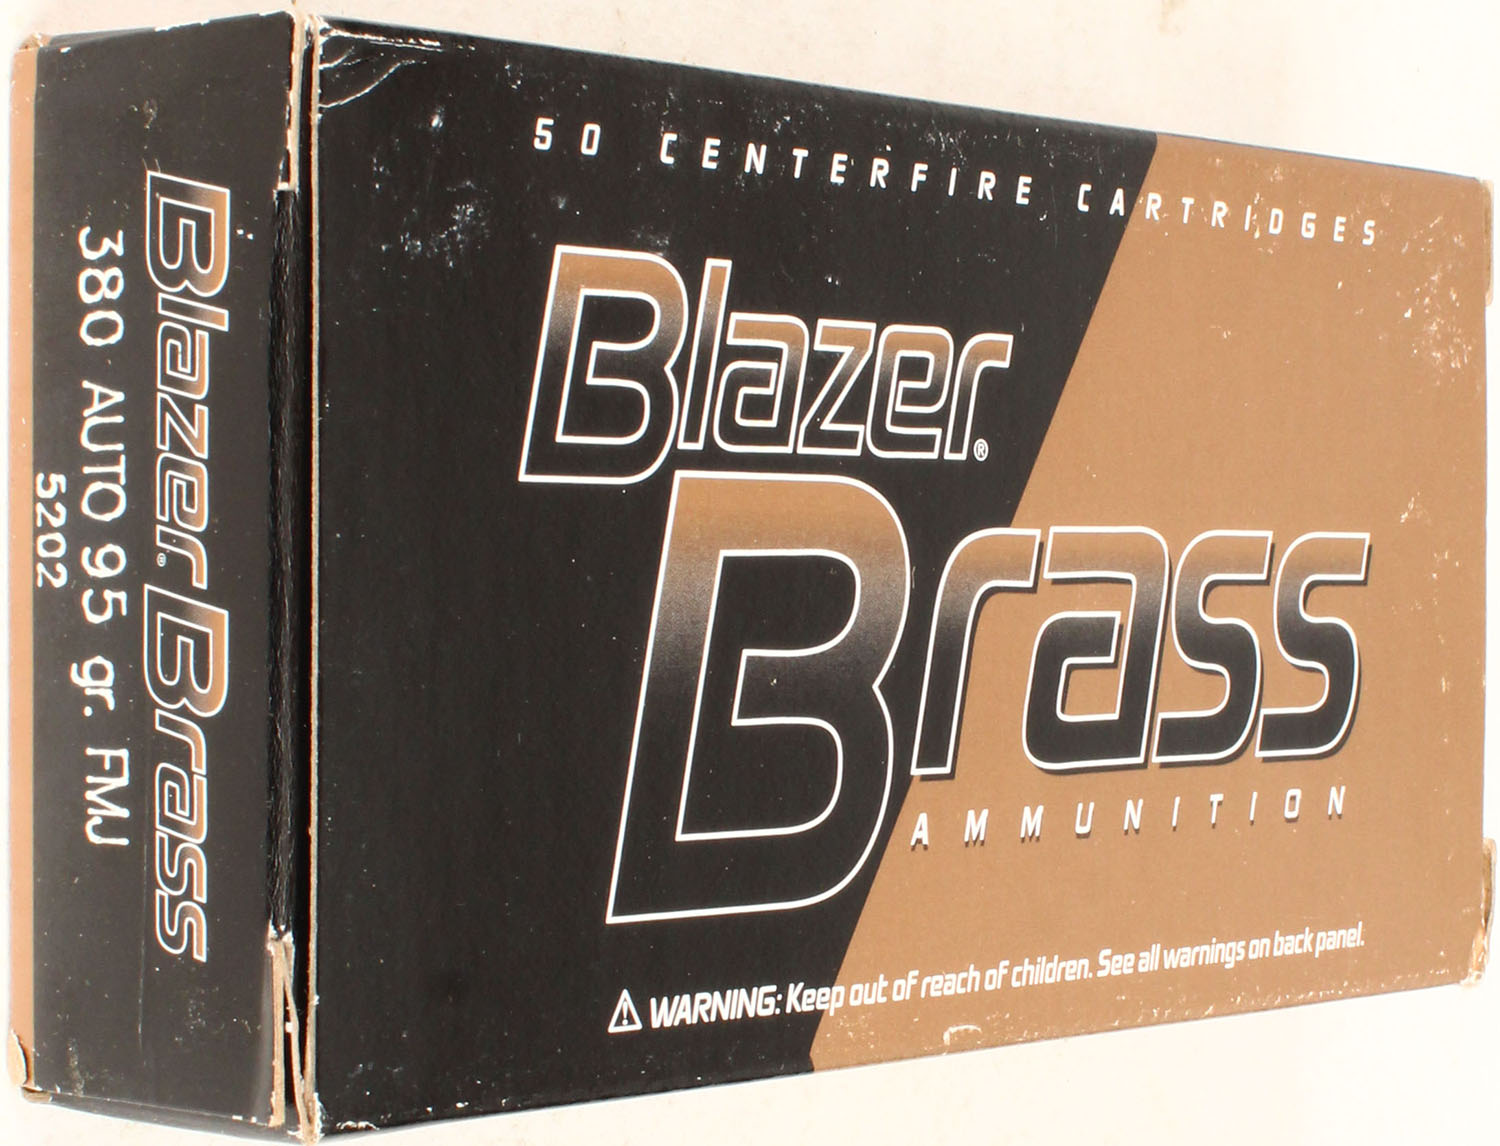 50 CENTERFIRE CARTRIDGES
Blazer®
Brass
AMMUNITION
⚠ WARNING: Keep out of reach of children. See all warnings on back panel.
Blazer® Brass
380 AUTO 95 gr. FMJ
5202